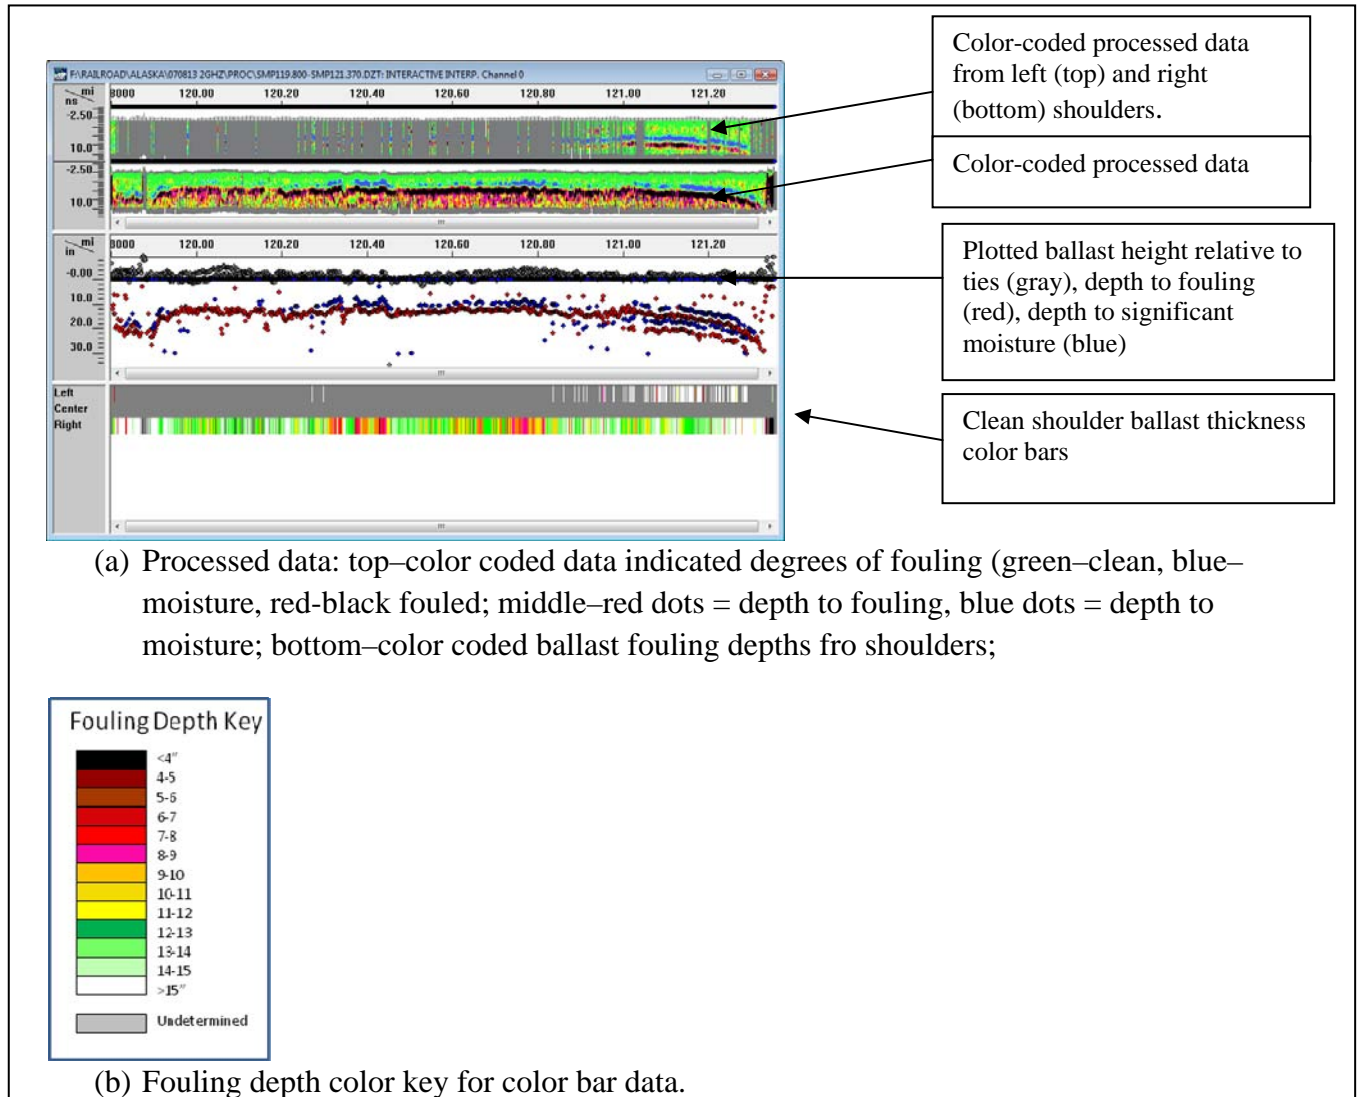 Color-coded processed data
from left (top) and right
(bottom) shoulders.
Color-coded processed data
Plotted ballast height relative to
ties (gray), depth to fouling
(red), depth to significant
moisture (blue)
Clean shoulder ballast thickness
color bars
F:\RAILROAD\ALASKA\070813 2GHZ\PROC\SMP119.800-SMP121.370.DZT: INTERACTIVE INTERP. Channel 0
mi
ns
8000 120.00 120.20 120.40 120.60 120.80 121.00 121.20
-2.50
10.0
-2.50
10.0
mi
in
8000 120.00 120.20 120.40 120.60 120.80 121.00 121.20
-0.00
10.0
20.0
30.0
Left
Center
Right
(a) Processed data: top–color coded data indicated degrees of fouling (green–clean, blue–
moisture, red-black fouled; middle–red dots = depth to fouling, blue dots = depth to
moisture; bottom–color coded ballast fouling depths fro shoulders;
Fouling Depth Key
<4"
4-5
5-6
6-7
7-8
8-9
9-10
10-11
11-12
12-13
13-14
14-15
>15"
Undetermined
(b) Fouling depth color key for color bar data.